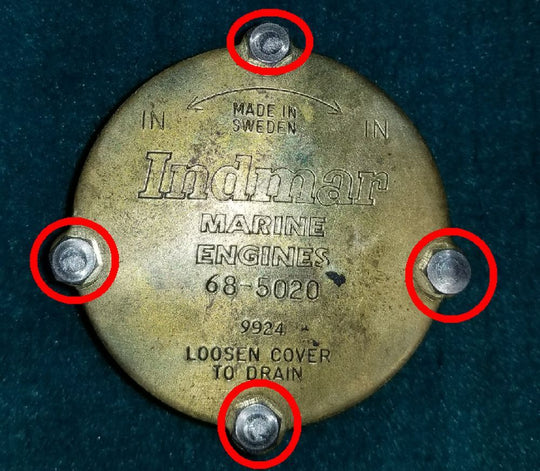 MADE IN
SWEDEN
IN IN
Indmar
MARINE
ENGINES
68-5020
9924
LOOSEN COVER
TO DRAIN